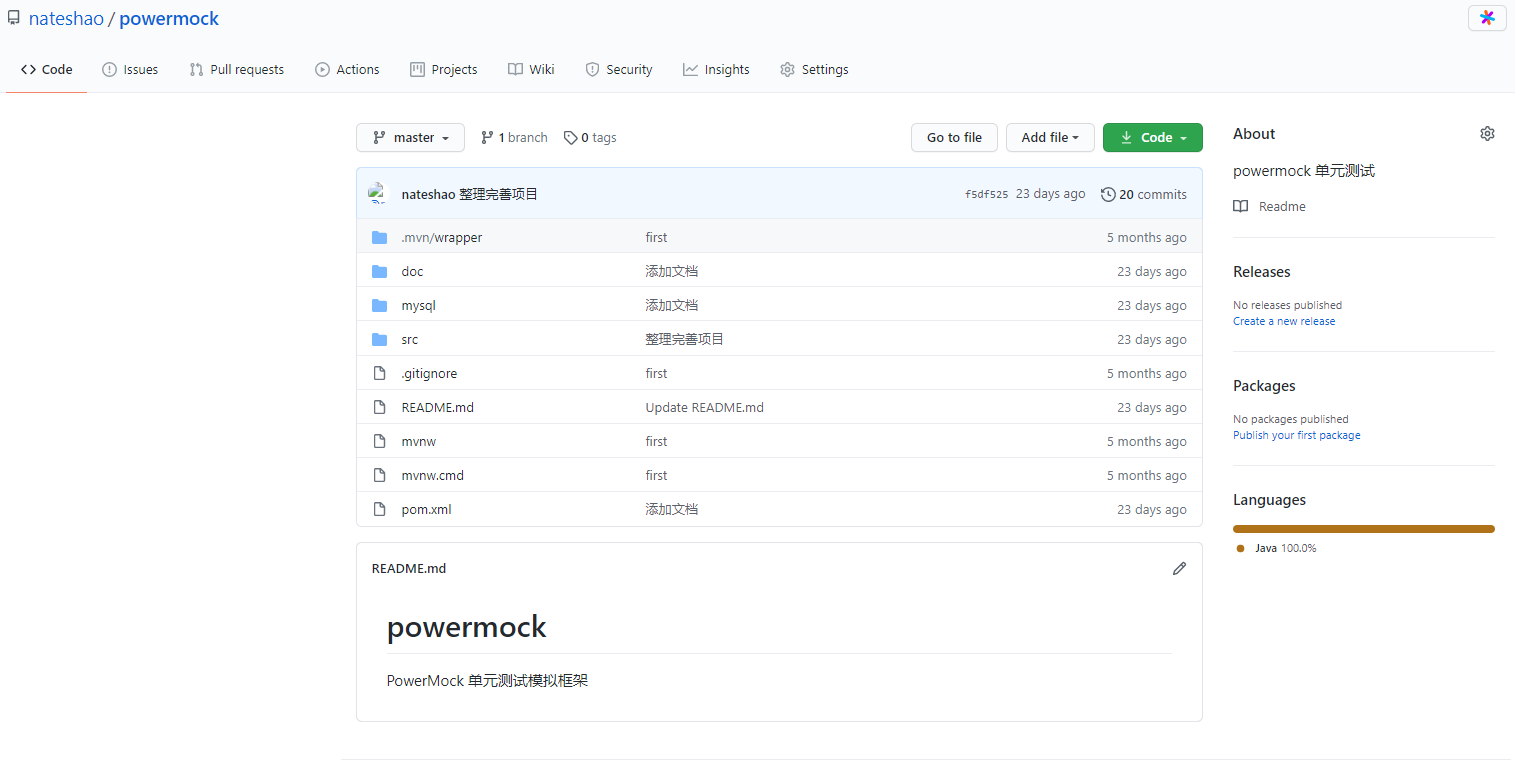 nateshao / powermock
Code Issues Pull requests Actions Projects Wiki Security Insights Settings
master 1 branch 0 tags Go to file Add file Code
nateshao 整理完善项目 f5df525 23 days ago 20 commits
.mvn/wrapper first 5 months ago
doc 添加文档 23 days ago
mysql 添加文档 23 days ago
src 整理完善项目 23 days ago
.gitignore first 5 months ago
README.md Update README.md 23 days ago
mvnw first 5 months ago
mvnw.cmd first 5 months ago
pom.xml 添加文档 23 days ago
README.md
powermock
PowerMock 单元测试模拟框架
About
powermock 单元测试
Readme
Releases
No releases published
Create a new release
Packages
No packages published
Publish your first package
Languages
Java 100.0%